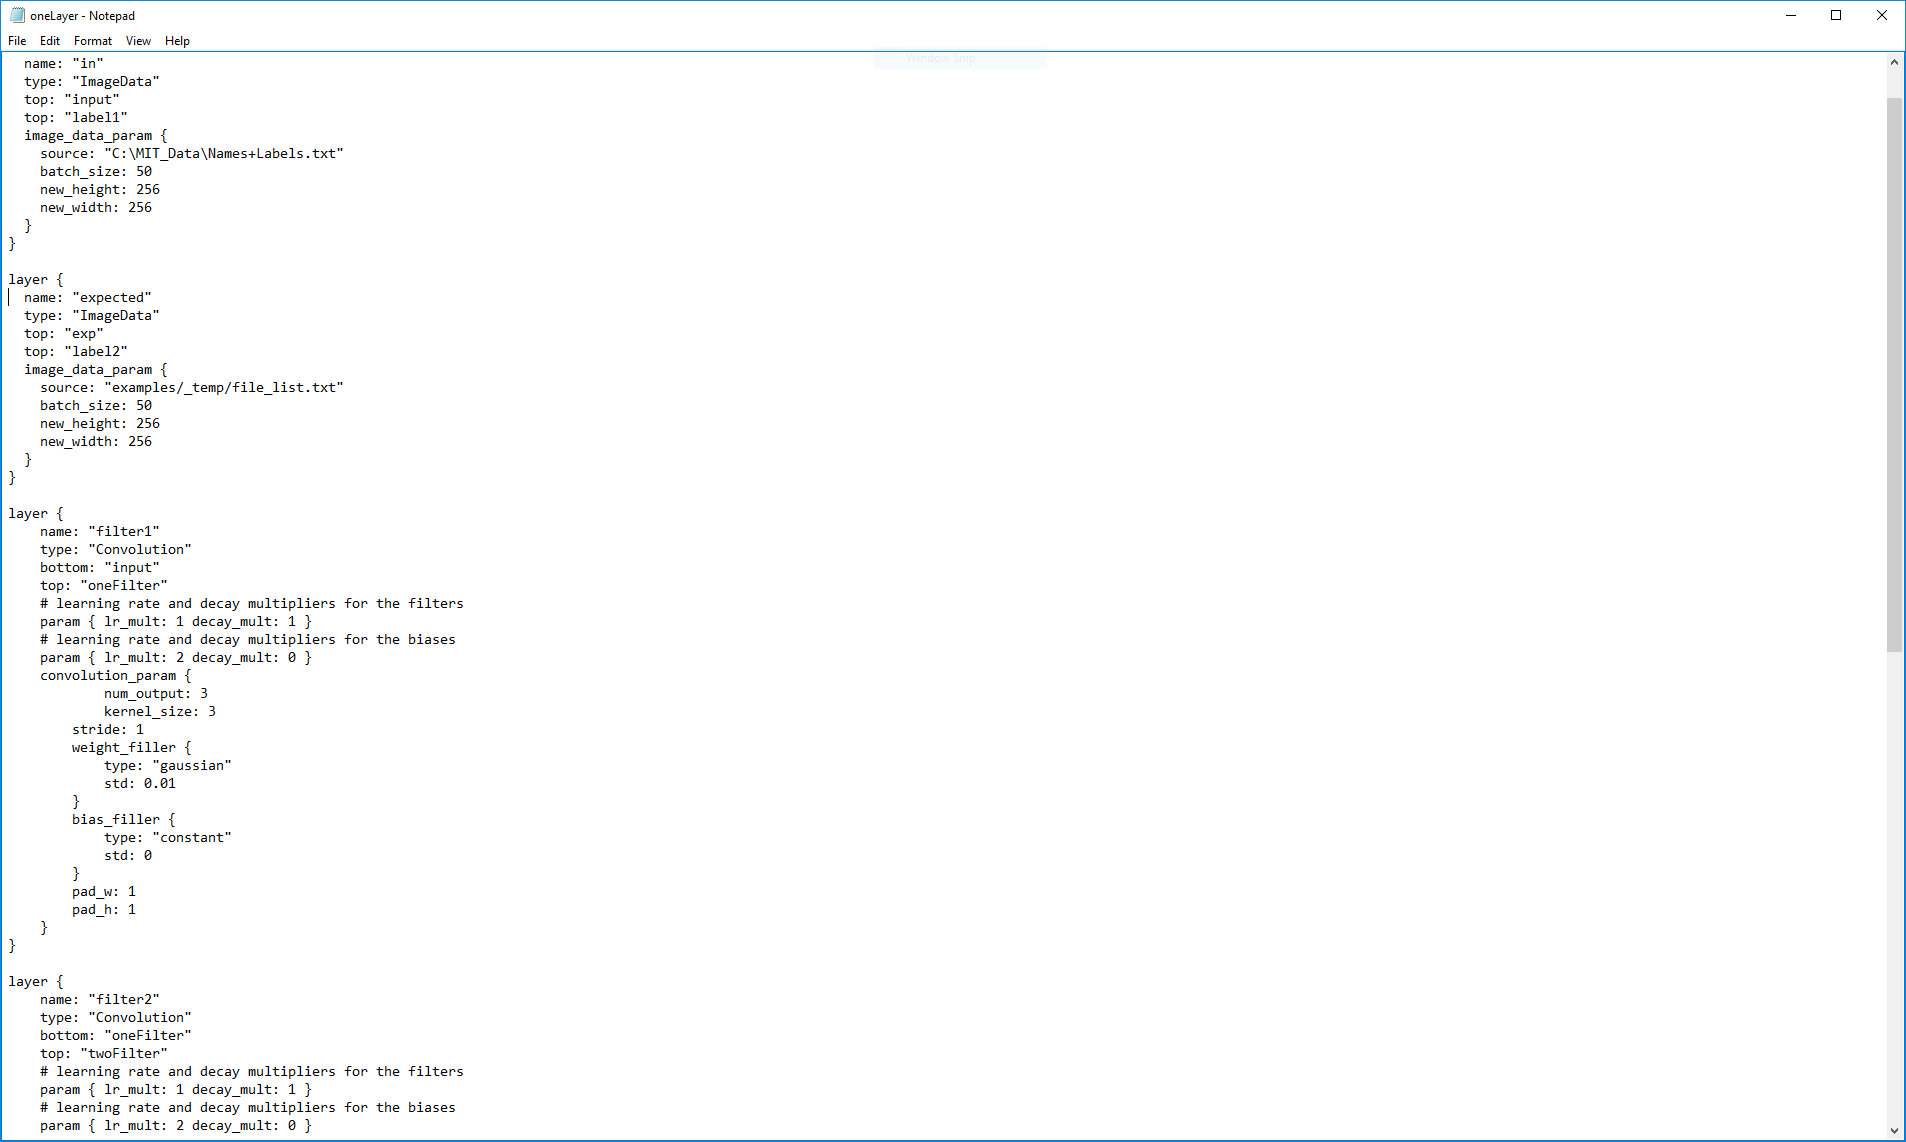 oneLayer - Notepad
File Edit Format View Help
Window Snip
  name: "in"
  type: "ImageData"
  top: "input"
  top: "label1"
  image_data_param {
    source: "C:\MIT_Data\Names+Labels.txt"
    batch_size: 50
    new_height: 256
    new_width: 256
  }
}

layer {
  name: "expected"
  type: "ImageData"
  top: "exp"
  top: "label2"
  image_data_param {
    source: "examples/_temp/file_list.txt"
    batch_size: 50
    new_height: 256
    new_width: 256
  }
}

layer {
    name: "filter1"
    type: "Convolution"
    bottom: "input"
    top: "oneFilter"
    # learning rate and decay multipliers for the filters
    param { lr_mult: 1 decay_mult: 1 }
    # learning rate and decay multipliers for the biases
    param { lr_mult: 2 decay_mult: 0 }
    convolution_param {
            num_output: 3
            kernel_size: 3
        stride: 1
        weight_filler {
            type: "gaussian"
            std: 0.01
        }
        bias_filler {
            type: "constant"
            std: 0
        }
        pad_w: 1
        pad_h: 1
    }
}

layer {
    name: "filter2"
    type: "Convolution"
    bottom: "oneFilter"
    top: "twoFilter"
    # learning rate and decay multipliers for the filters
    param { lr_mult: 1 decay_mult: 1 }
    # learning rate and decay multipliers for the biases
    param { lr_mult: 2 decay_mult: 0 }